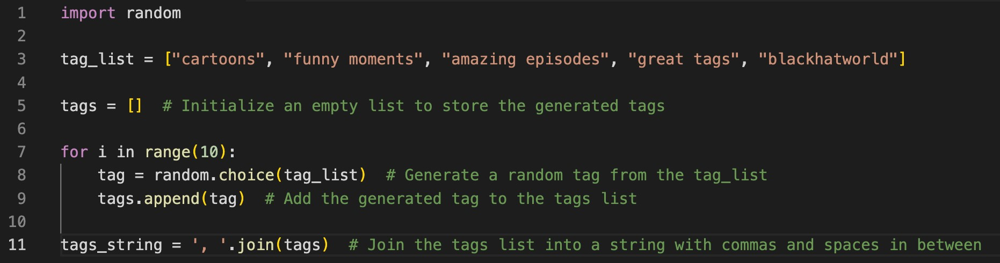 1 import random
2
3 tag_list = ["cartoons", "funny moments", "amazing episodes", "great tags", "blackhatworld"]
4
5 tags = [] # Initialize an empty list to store the generated tags
6
7 for i in range(10):
8 tag = random.choice(tag_list) # Generate a random tag from the tag_list
9 tags.append(tag) # Add the generated tag to the tags list
10
11 tags_string = ', '.join(tags) # Join the tags list into a string with commas and spaces in between